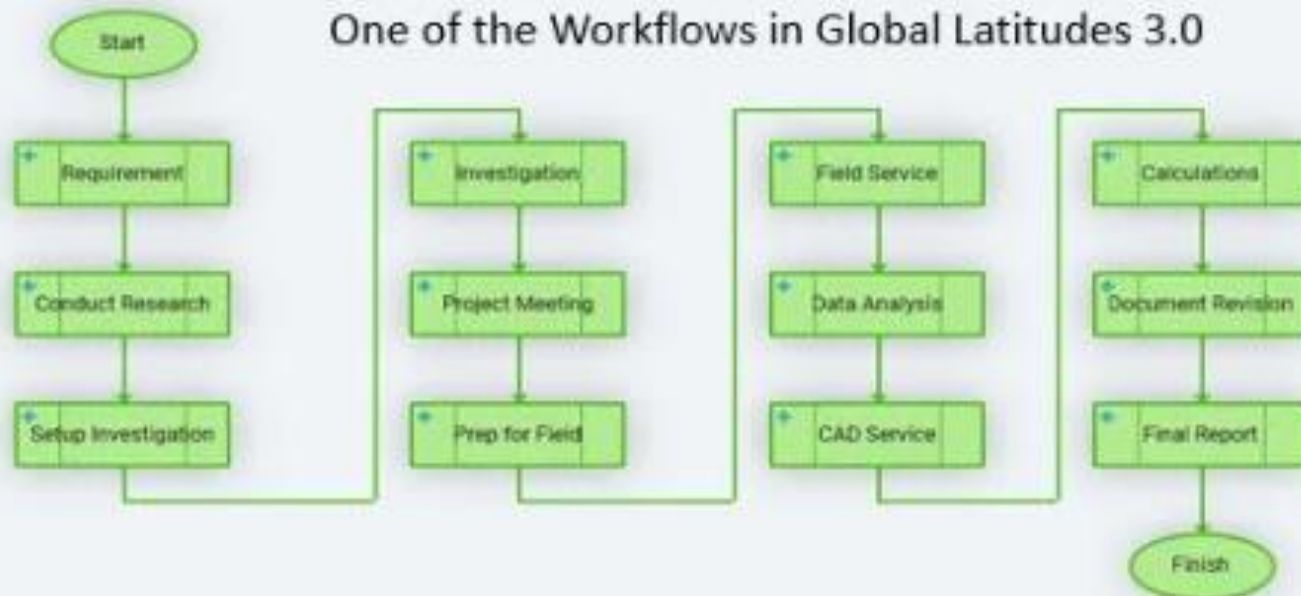 One of the Workflows in Global Latitudes 3.0
Start
Requirement
Conduct Research
Setup Investigation
Investigation
Project Meeting
Prep for Field
Field Service
Data Analysis
CAD Service
Calculations
Document Revision
Final Report
Finish